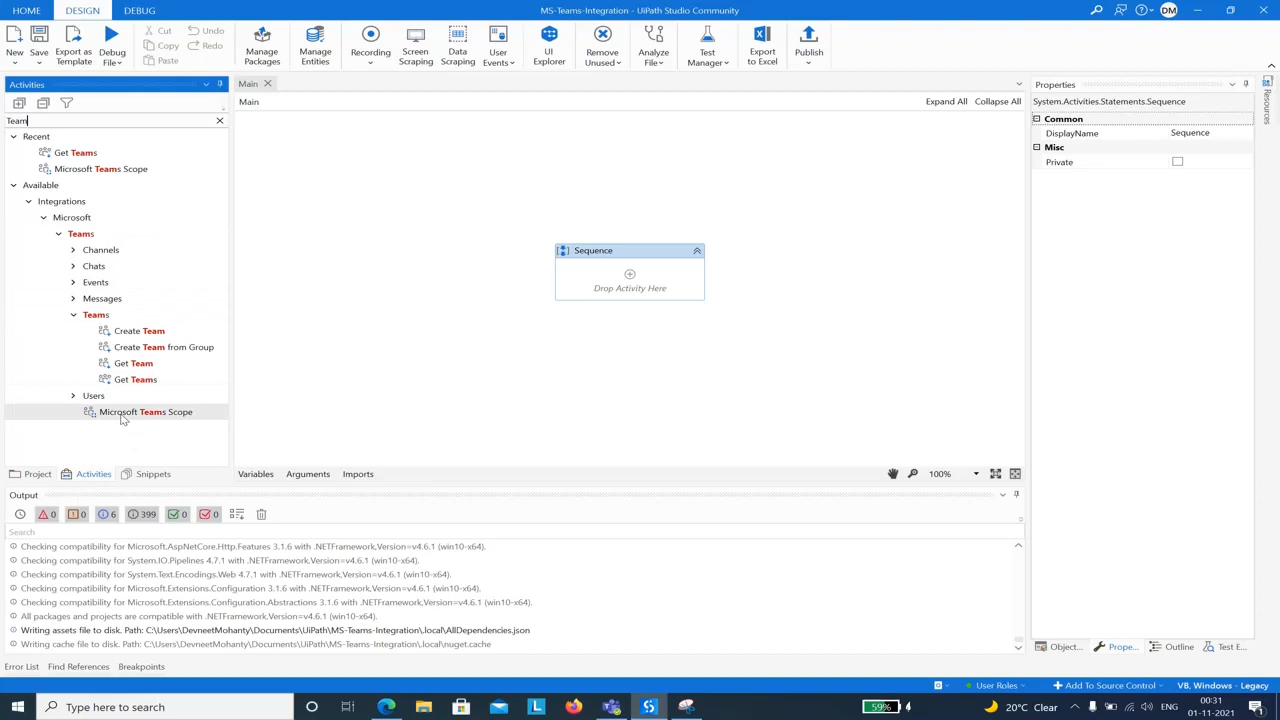 HOME
DESIGN
DEBUG
MS-Teams-Integration - UiPath Studio Community
DM
New
Save
Export as Template
Debug File
Cut
Copy
Paste
Undo
Redo
Manage Packages
Manage Entities
Recording
Screen Scraping
Data Scraping
User Events
UI Explorer
Remove Unused
Analyze File
Test Manager
Export to Excel
Publish
Activities
Team
Recent
Get Teams
Microsoft Teams Scope
Available
Integrations
Microsoft
Teams
Channels
Chats
Events
Messages
Teams
Create Team
Create Team from Group
Get Team
Get Teams
Users
Microsoft Teams Scope
Project
Activities
Snippets
Main
Main
Expand All
Collapse All
Sequence
Drop Activity Here
Variables
Arguments
Imports
100%
Properties
System.Activities.Statements.Sequence
Common
DisplayName
Sequence
Misc
Private
Resources
Output
0
0
6
399
0
0
Search
Checking compatibility for Microsoft.AspNetCore.Http.Features 3.1.6 with .NETFramework,Version=v4.6.1 (win10-x64).
Checking compatibility for System.IO.Pipelines 4.7.1 with .NETFramework,Version=v4.6.1 (win10-x64).
Checking compatibility for System.Text.Encodings.Web 4.7.1 with .NETFramework,Version=v4.6.1 (win10-x64).
Checking compatibility for Microsoft.Extensions.Configuration 3.1.6 with .NETFramework,Version=v4.6.1 (win10-x64).
Checking compatibility for Microsoft.Extensions.Configuration.Abstractions 3.1.6 with .NETFramework,Version=v4.6.1 (win10-x64).
All packages and projects are compatible with .NETFramework,Version=v4.6.1 (win10-x64).
Writing assets file to disk. Path: C:\Users\DevneetMohanty\Documents\UiPath\MS-Teams-Integration\.local\AllDependencies.json
Writing cache file to disk. Path: C:\Users\DevneetMohanty\Documents\UiPath\MS-Teams-Integration\.local\nuget.cache
Object...
Prope...
Outline
Test E...
Error List
Find References
Breakpoints
User Roles
Add To Source Control
VB, Windows - Legacy
Type here to search
L
59%
20°C Clear
ENG
00:31
01-11-2021